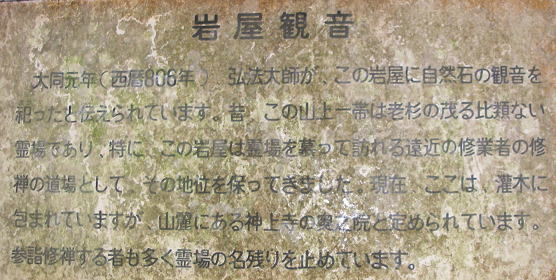 岩屋観音
大同元年(西暦806年) 弘法大師が、この岩屋に自然石の観音を
祀ったと伝えられています。昔、この山上一帯は老杉の茂る比類ない
霊場であり、特に、この岩屋は霊場を慕って訪れる遠近の修業者の修
禅の道場として、その地位を保ってきました。現在、ここは、灌木に
包まれていますが、山麓にある神上寺の奥之院と定められています。
参詣修禅する者も多く霊場の名残りを止めています。